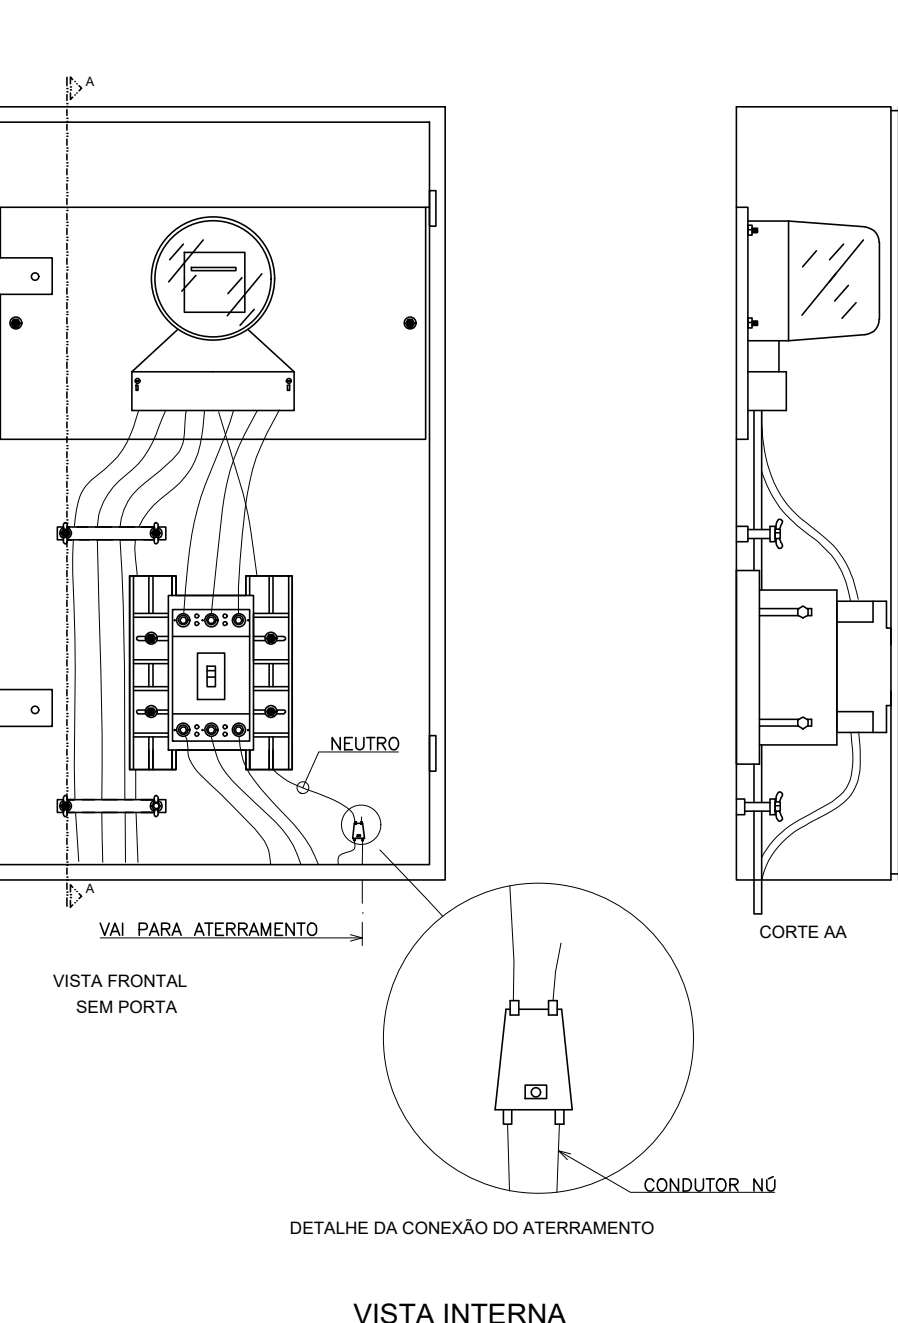 A
NEUTRO
A
VAI PARA ATERRAMENTO
CORTE AA
VISTA FRONTAL
SEM PORTA
CONDUTOR NÚ
DETALHE DA CONEXÃO DO ATERRAMENTO
VISTA INTERNA